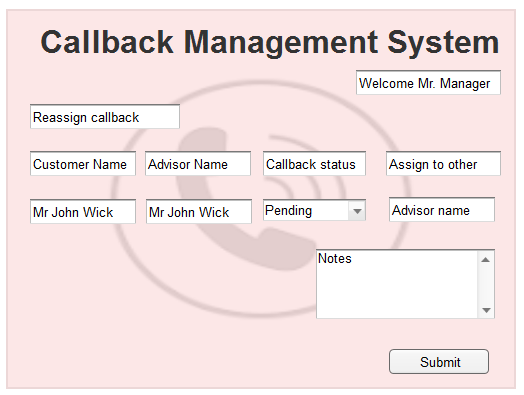 Callback Management System
Welcome Mr. Manager
Reassign callback
Customer Name Advisor Name Callback status Assign to other
Mr John Wick Mr John Wick Pending Advisor name
Notes
Submit